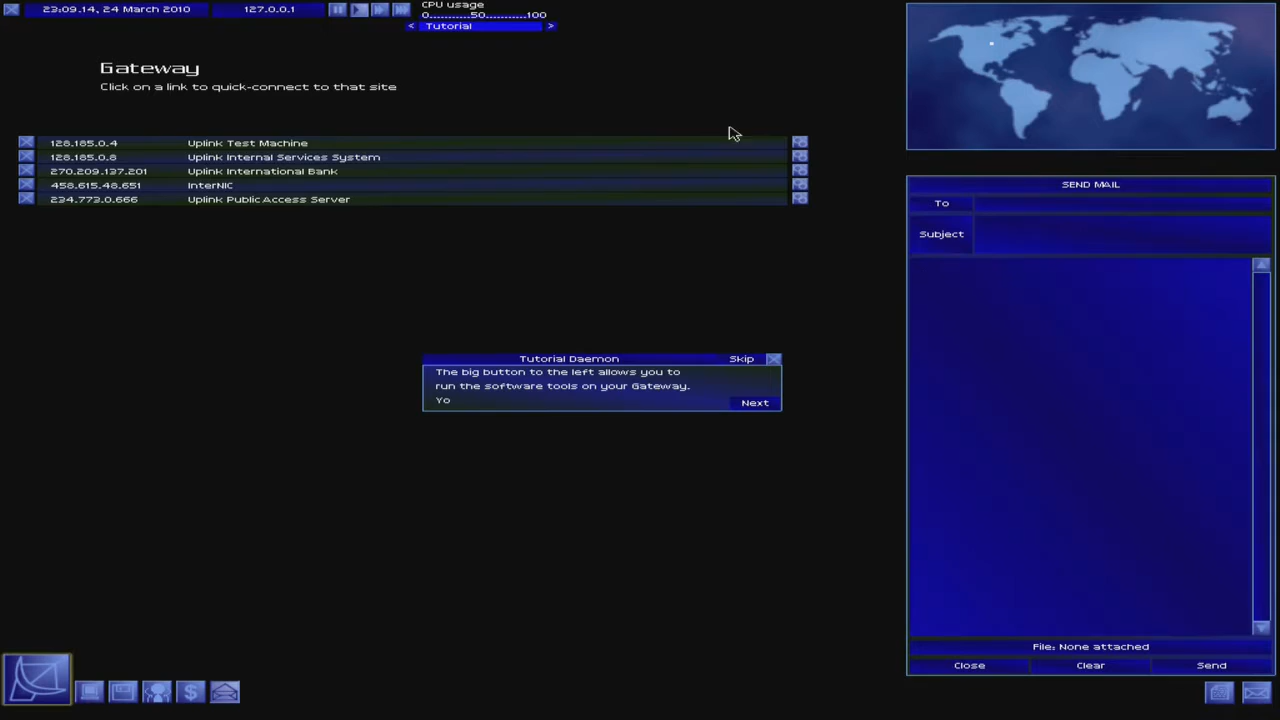 23:09.14, 24 March 2010
127.0.0.1
CPU usage
0..........50..........100
< Tutorial >
Gateway
Click on a link to quick-connect to that site
128.185.0.4 Uplink Test Machine
128.185.0.8 Uplink Internal Services System
270.209.137.201 Uplink International Bank
458.615.48.651 InterNIC
234.773.0.666 Uplink Public Access Server
SEND MAIL
To
Subject
Tutorial Daemon Skip
The big button to the left allows you to
run the software tools on your Gateway.
Yo
Next
File: None attached
Close Clear Send